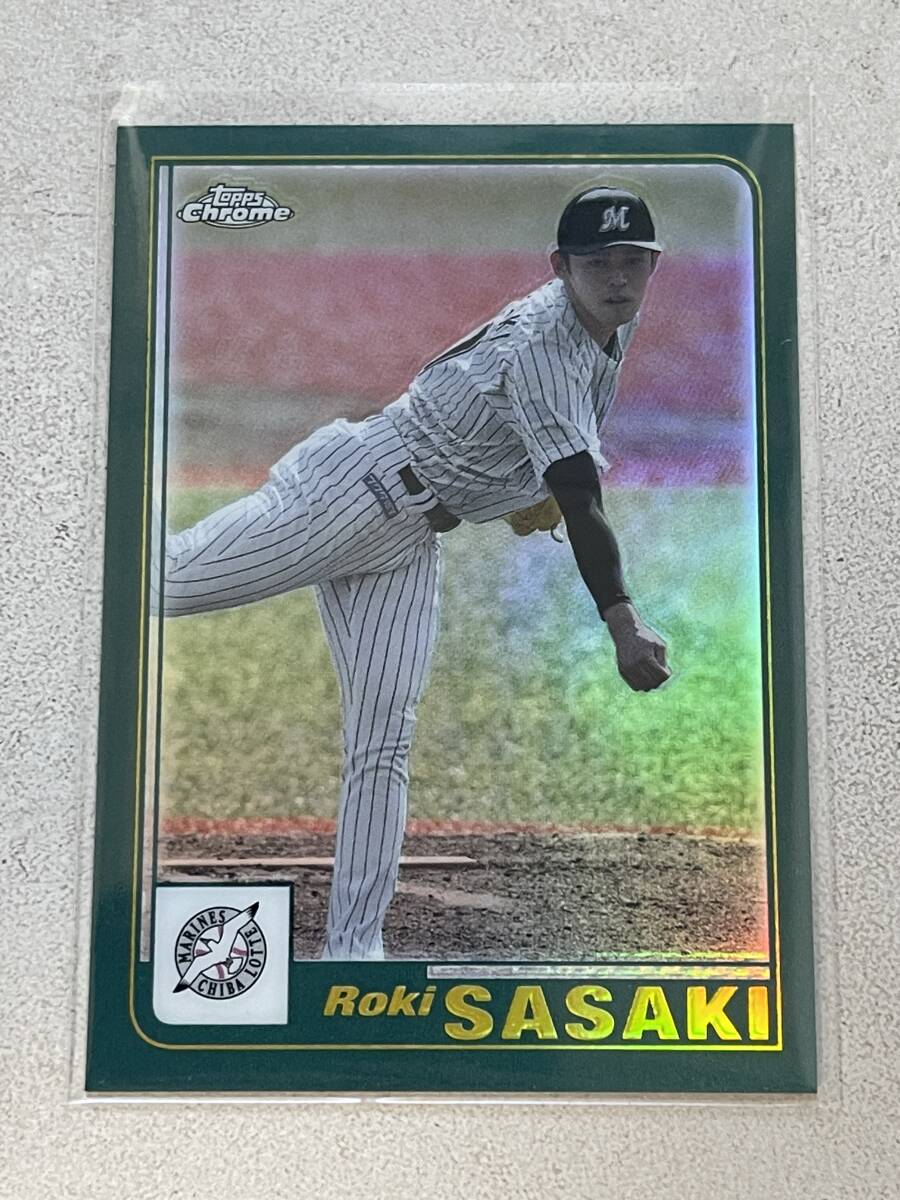 topps
Chrome
M
MARINES
CHIBA LOTTE
Roki SASAKI